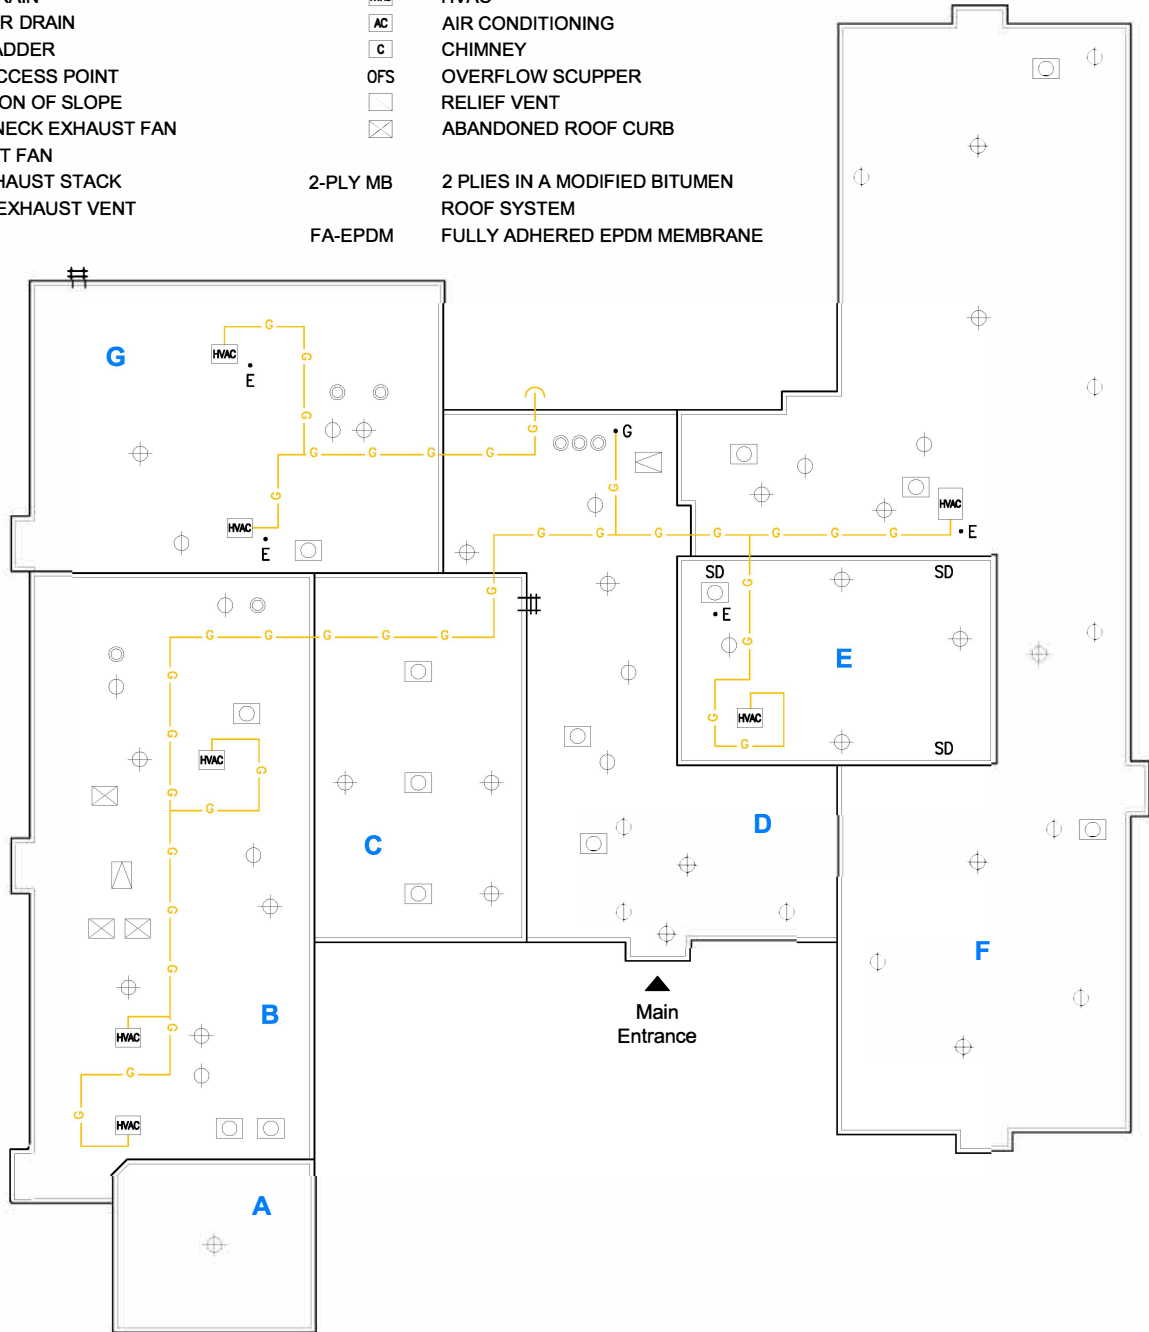 RAIN
HVAC
R DRAIN
AC AIR CONDITIONING
ADDER
C CHIMNEY
CCESS POINT
OFS OVERFLOW SCUPPER
ON OF SLOPE
RELIEF VENT
NECK EXHAUST FAN
ABANDONED ROOF CURB
T FAN
HAUST STACK
2-PLY MB 2 PLIES IN A MODIFIED BITUMEN
EXHAUST VENT
ROOF SYSTEM
FA-EPDM FULLY ADHERED EPDM MEMBRANE
G
HVAC
E
G
G
G
G G G G
G
G
HVAC
E
G
G
G G G G G G
HVAC
E
G
G G G G G
SD
SD
E
G
G
E
G
HVAC
G
SD
G
G
G
HVAC
G
G
G
G
G
G
G
B
HVAC
G
G
HVAC
C
D
F
Main
Entrance
A